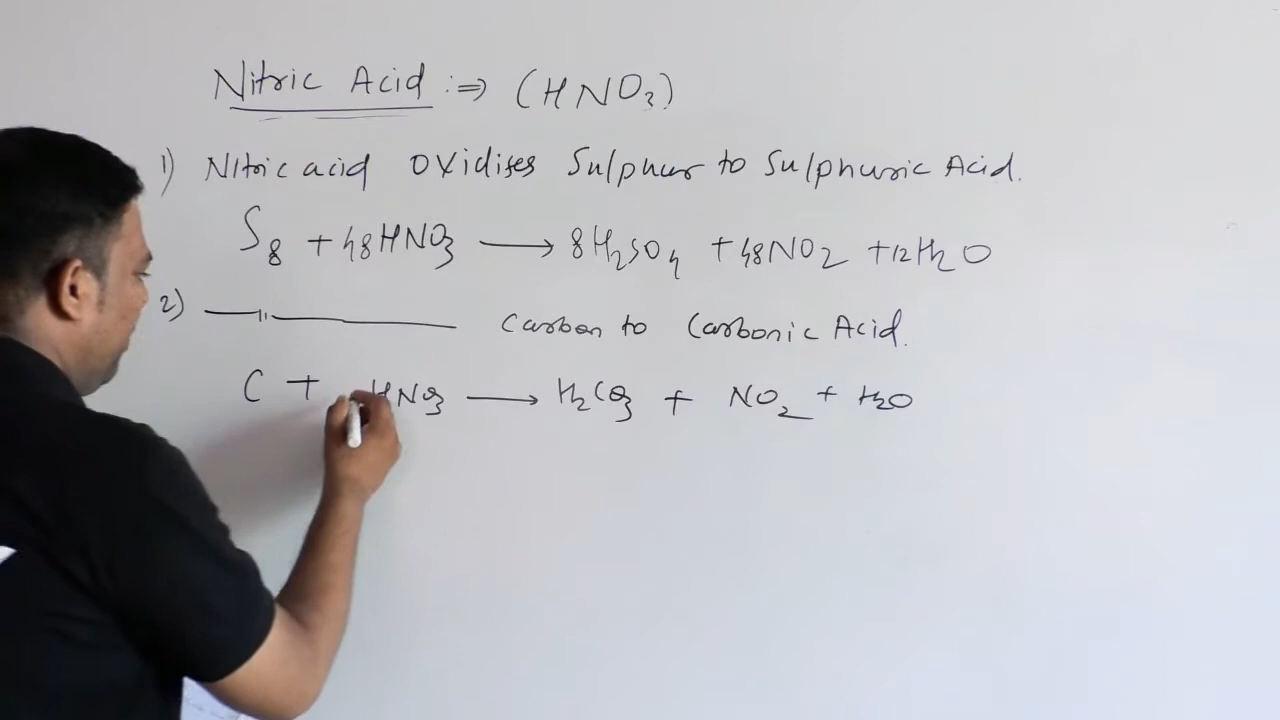 Nitric Acid :⇒ (HNO3)
1) Nitric acid oxidises Sulphur to Sulphuric Acid.
S8 + 48HNO3 → 8H2SO4 + 48NO2 + 12H2O
2) —"— Carbon to Carbonic Acid.
C + HNO3 → H2CO3 + NO2 + H2O